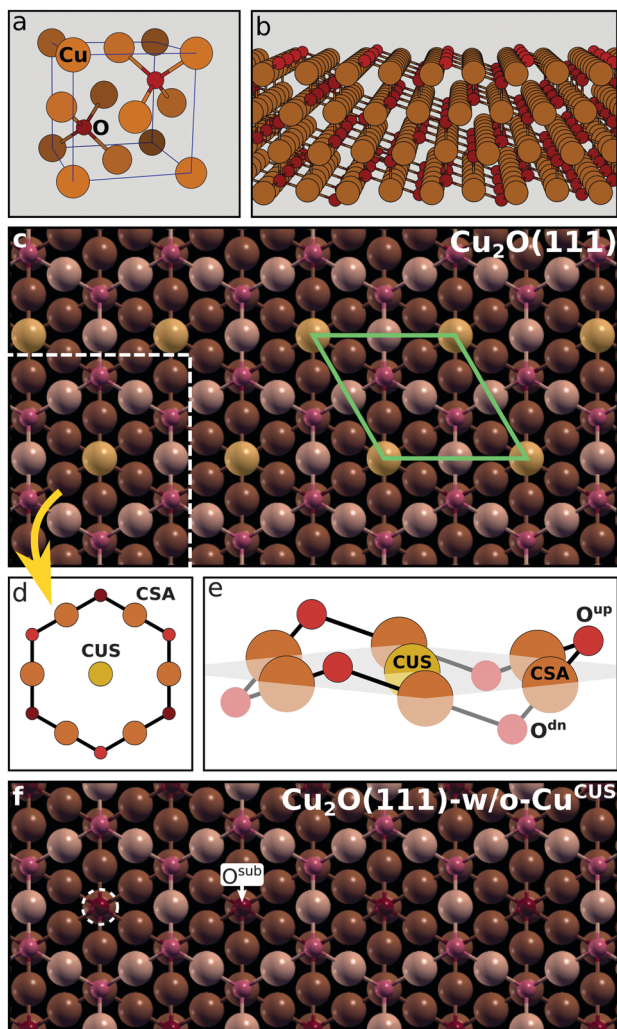 a
Cu
O
b
c
Cu₂O(111)
d
CSA
CUS
e
Oᵘᵖ
CUS
CSA
Oᵈⁿ
f
Cu₂O(111)-w/o-Cuᶜᵁˢ
Oˢᵘᵇ